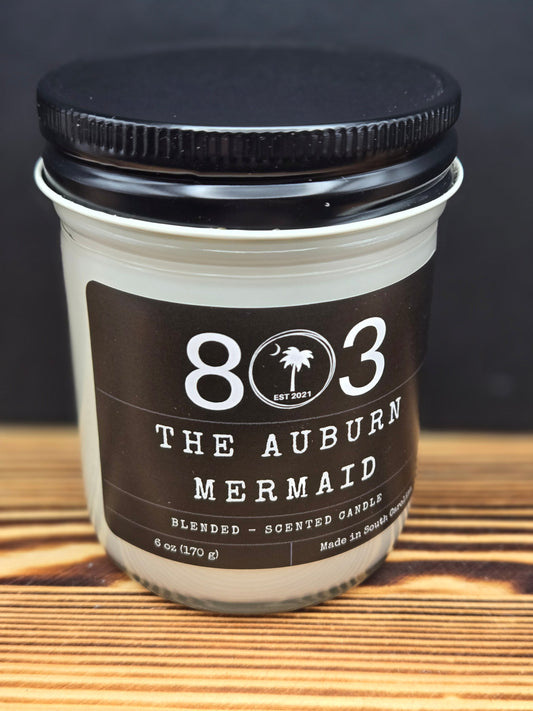 803
EST 2021
THE AUBURN
MERMAID
BLENDED – SCENTED CANDLE
6 oz (170 g)
Made in South Carolina